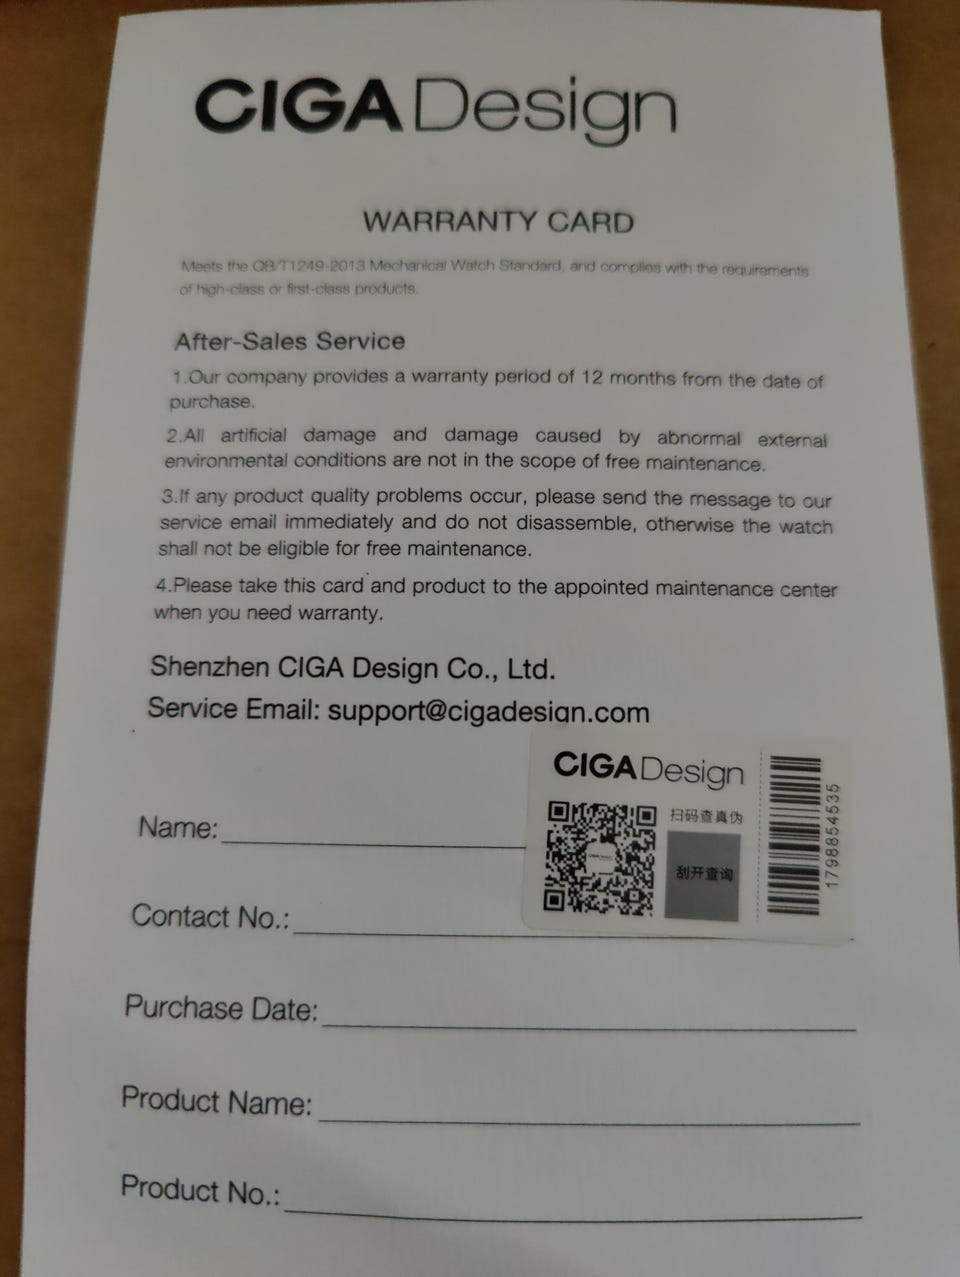 CIGA Design
WARRANTY CARD
Meets the QB/T1249-2013 Mechanical Watch Standard, and complies with the requirements
of high-class or first-class products.
After-Sales Service
1.Our company provides a warranty period of 12 months from the date of
purchase.
2.All artificial damage and damage caused by abnormal external
environmental conditions are not in the scope of free maintenance.
3.If any product quality problems occur, please send the message to our
service email immediately and do not disassemble, otherwise the watch
shall not be eligible for free maintenance.
4.Please take this card and product to the appointed maintenance center
when you need warranty.
Shenzhen CIGA Design Co., Ltd.
Service Email: support@cigadesign.com
CIGA Design
扫码查真伪
刮开查询
1798854535
Name:
Contact No.:
Purchase Date:
Product Name:
Product No.: